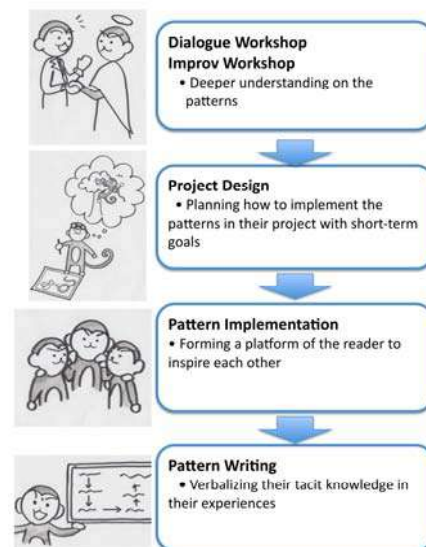 Dialogue Workshop
Improv Workshop
• Deeper understanding on the
patterns
Project Design
• Planning how to implement the
patterns in their project with short-term
goals
Pattern Implementation
• Forming a platform of the reader to
inspire each other
Pattern Writing
• Verbalizing their tacit knowledge in
their experiences